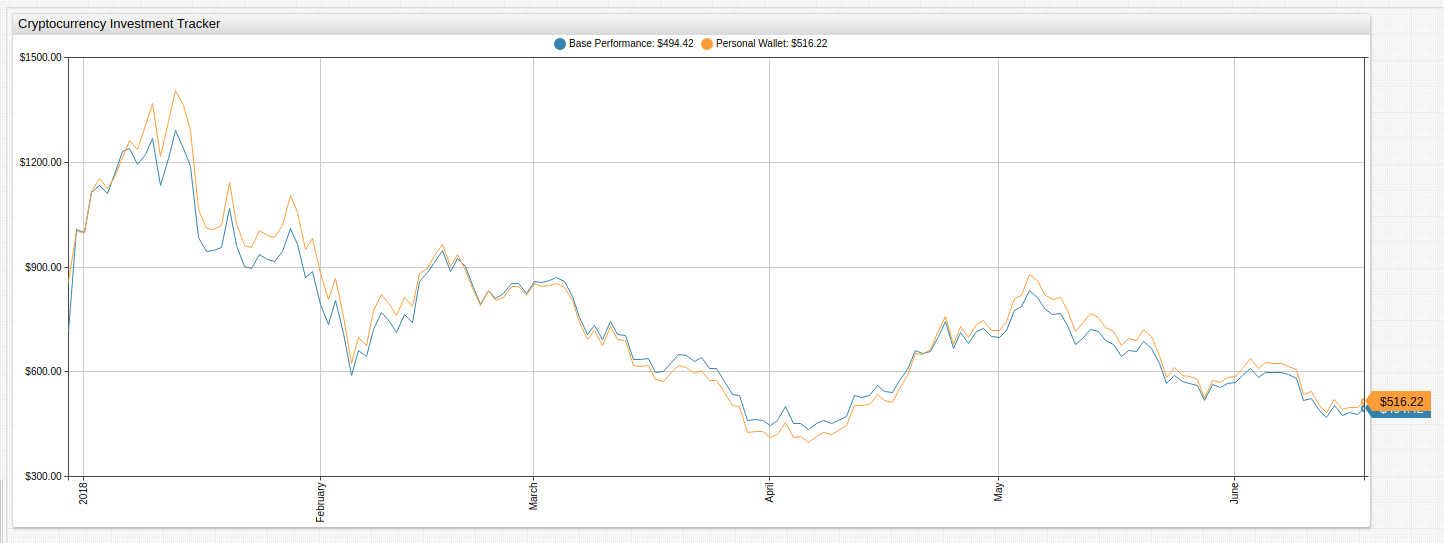 Cryptocurrency Investment Tracker
Base Performance: $494.42 Personal Wallet: $516.22
$1500.00
$1200.00
$900.00
$600.00
$300.00
$516.22
2018
February
March
April
May
June